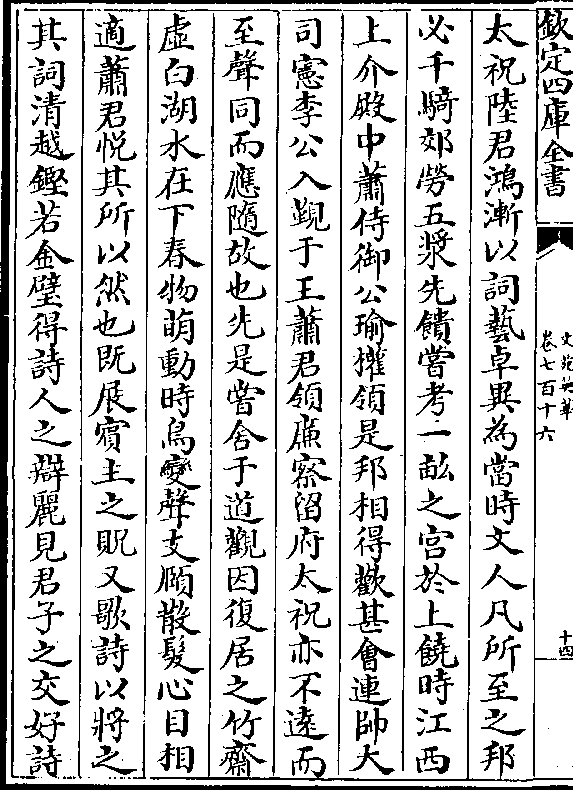 欽定四庫全書
文苑英華
卷七百十六
十四
太祝陸君鴻漸以詞藝卓異為當時文人凡所至之邦
必千騎郊勞五漿先饋嘗考一畝之宫於上饒時江西
上介殿中蕭侍御公瑜權領是邦相得歡甚會連帥大
司憲李公入覲于王蕭君領亷察留府太祝亦不逺而
至聲同而應隨故也先是嘗舍于道觀因復居之竹齋
虛白湖水在下春物萌動時鳥變聲支頤散髮心目相
適蕭君悦其所以然也既展賓主之貺又歌詩以將之
其詞清越鏗若金璧得詩人之辯麗見君子之交好詩